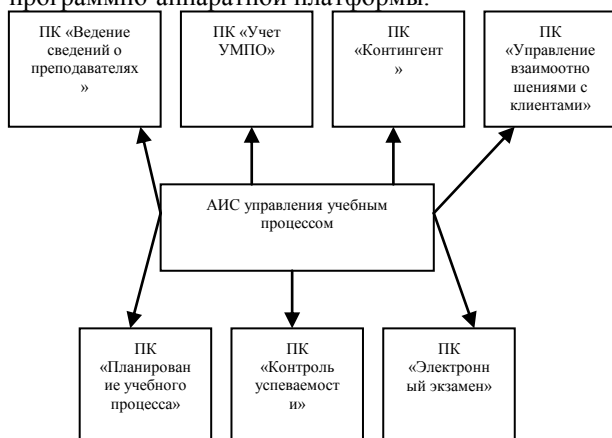 программно-аппаратной платформы.
ПК «Ведение
сведений о
преподавателях
»
ПК «Учет
УМПО»
ПК
«Контингент
»
ПК
«Управление
взаимоотно
шениями с
клиентами»
АИС управления учебным
процессом
ПК
«Планирован
ие учебного
процесса»
ПК
«Контроль
успеваемост
и»
ПК
«Электронн
ый экзамен»